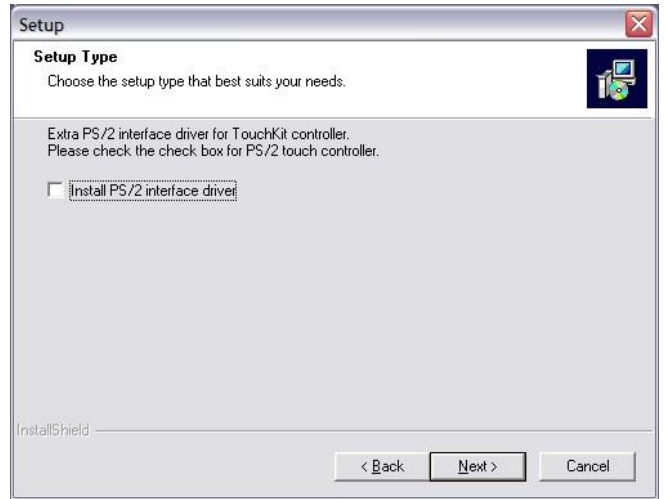 Setup
Setup Type
Choose the setup type that best suits your needs.
Extra PS/2 interface driver for TouchKit controller.
Please check the check box for PS/2 touch controller.
Install PS/2 interface driver
InstallShield
< Back Next > Cancel